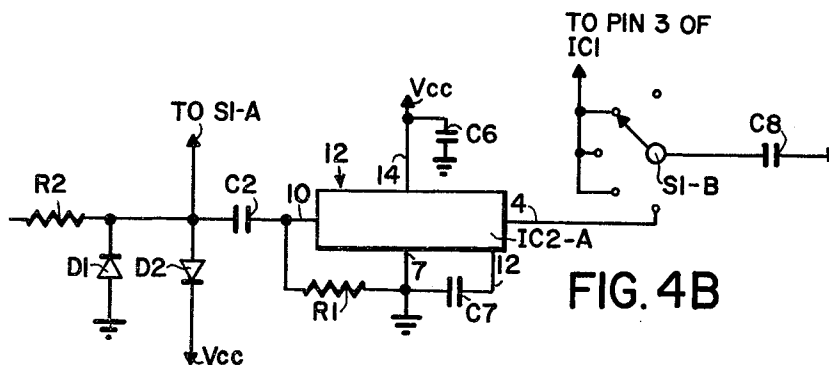 TO PIN 3 OF
IC1
Vcc
TO S1-A
C6
C8
12
14
R2
C2
10
4
S1-B
IC2-A
D1
D2
7
12
R1
C7
FIG. 4B
Vcc